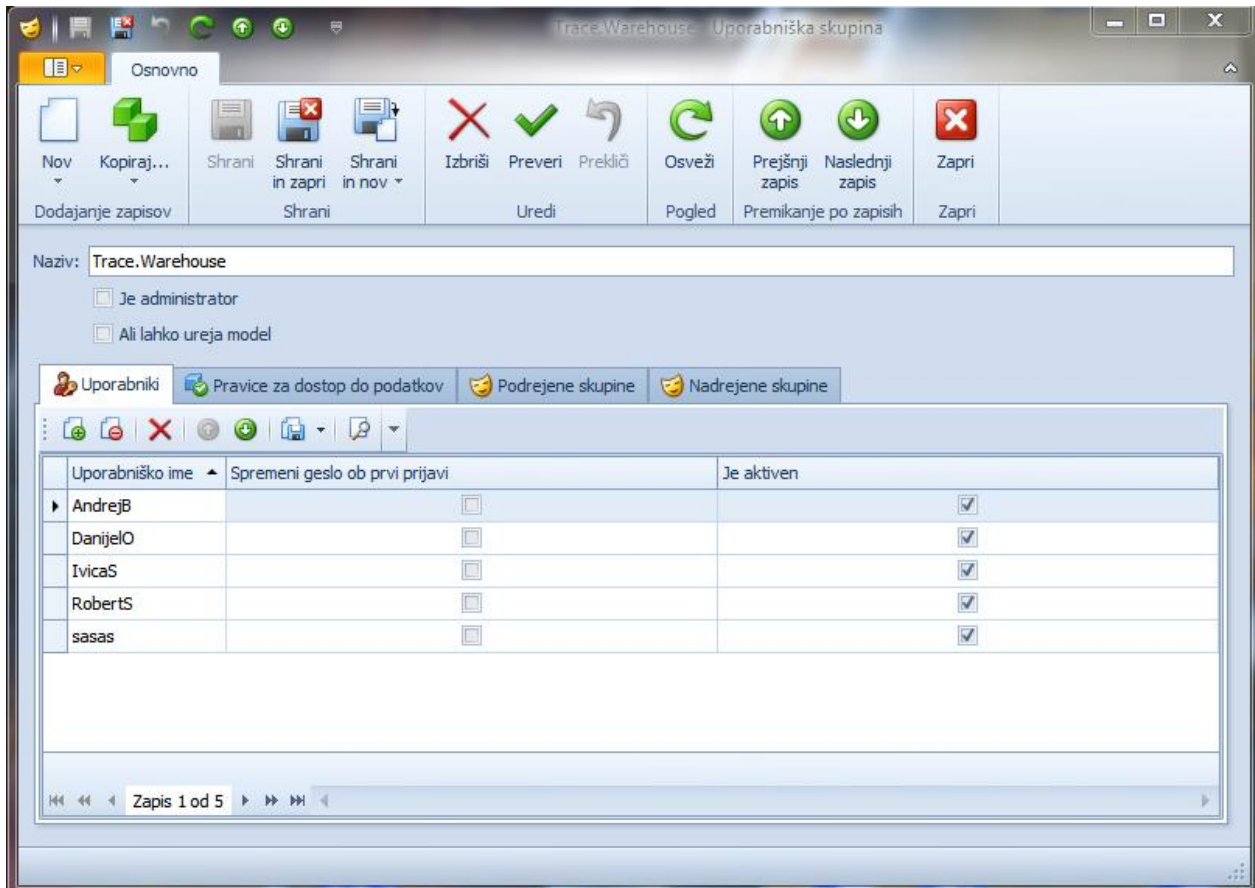 Trace.Warehouse - Uporabniška skupina
Osnovno
Nov
Kopiraj...
Shrani
Shrani in zapri
Shrani in nov
Izbriši
Preveri
Prekliči
Osveži
Prejšnji zapis
Naslednji zapis
Zapri
Dodajanje zapisov
Shrani
Uredi
Pogled
Premikanje po zapisih
Zapri
Naziv: Trace.Warehouse
Je administrator
Ali lahko ureja model
Uporabniki
Pravice za dostop do podatkov
Podrejene skupine
Nadrejene skupine
Uporabniško ime
Spremeni geslo ob prvi prijavi
Je aktiven
AndrejB
DanijelO
IvicaS
RobertS
sasas
Zapis 1 od 5